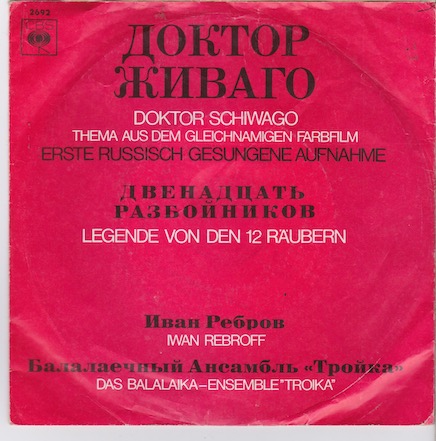 2693
CBS
ДОКТОР
ЖИВАГО
DOKTOR SCHIWAGO
THEMA AUS DEM GLEICHNAMIGEN FARBFILM
ERSTE RUSSISCH GESUNGENE AUFNAHME
ДВЕНАДЦАТЬ
РАЗБОЙНИКОВ
LEGENDE VON DEN 12 RÄUBERN
Иван Ребров
IWAN REBROFF
Балалаечный Ансамбль «Тройка»
DAS BALALAIKA–ENSEMBLE "TROIKA"